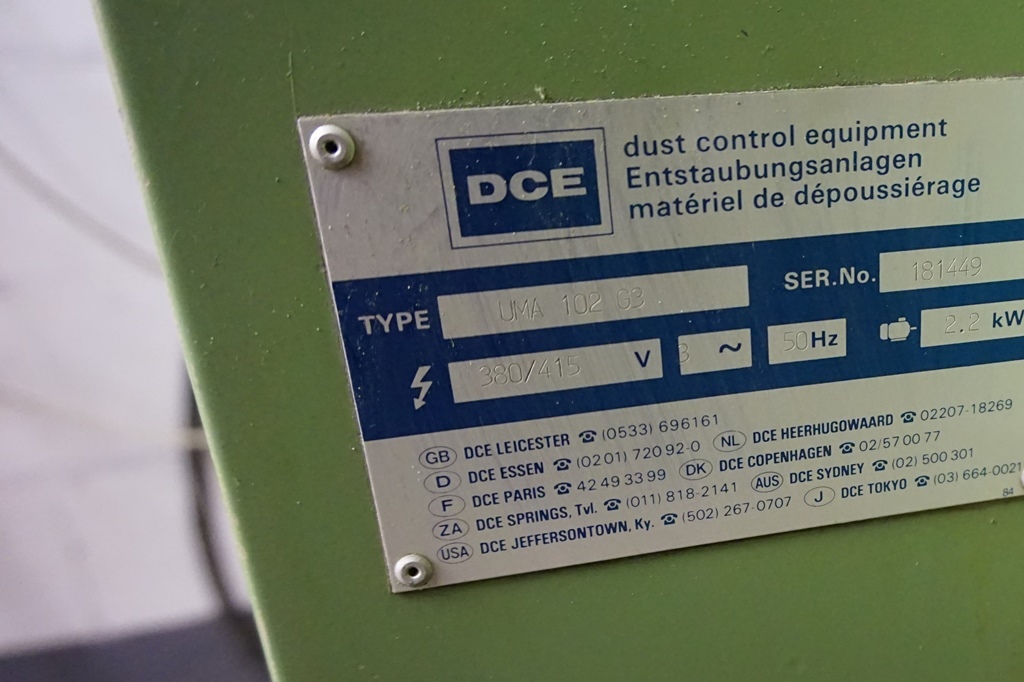 DCE
dust control equipment
Entstaubungsanlagen
matériel de dépoussiérage
TYPE UMA 102 G3 SER.No. 181449
380/415 V 3 ~ 50Hz 2.2 kW
GB DCE LEICESTER ☎ (0533) 696161
D DCE ESSEN ☎ (0201) 720 92-0 NL DCE HEERHUGOWAARD ☎ 02207-18269
F DCE PARIS ☎ 42 49 33 99 DK DCE COPENHAGEN ☎ 02/57 00 77
ZA DCE SPRINGS, Tvl. ☎ (011) 818-2141 AUS DCE SYDNEY ☎ (02) 500 301
USA DCE JEFFERSONTOWN, Ky. ☎ (502) 267-0707 J DCE TOKYO ☎ (03) 664-0021
84